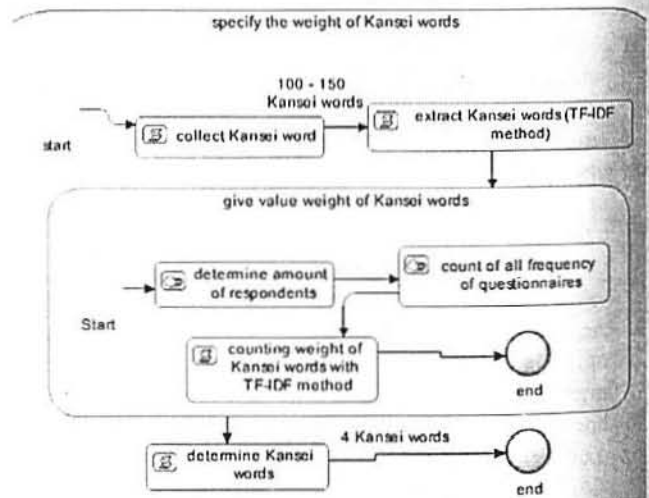 specify the weight of Kansei words
100 - 150
Kansei words
start
collect Kansei word
extract Kansei words (TF-IDF
method)
give value weight of Kansei words
Start
determine amount
of respondents
count of all frequency
of questionnaires
counting weight of
Kansei words with
TF-IDF method
end
determine Kansei
words
4 Kansei words
end